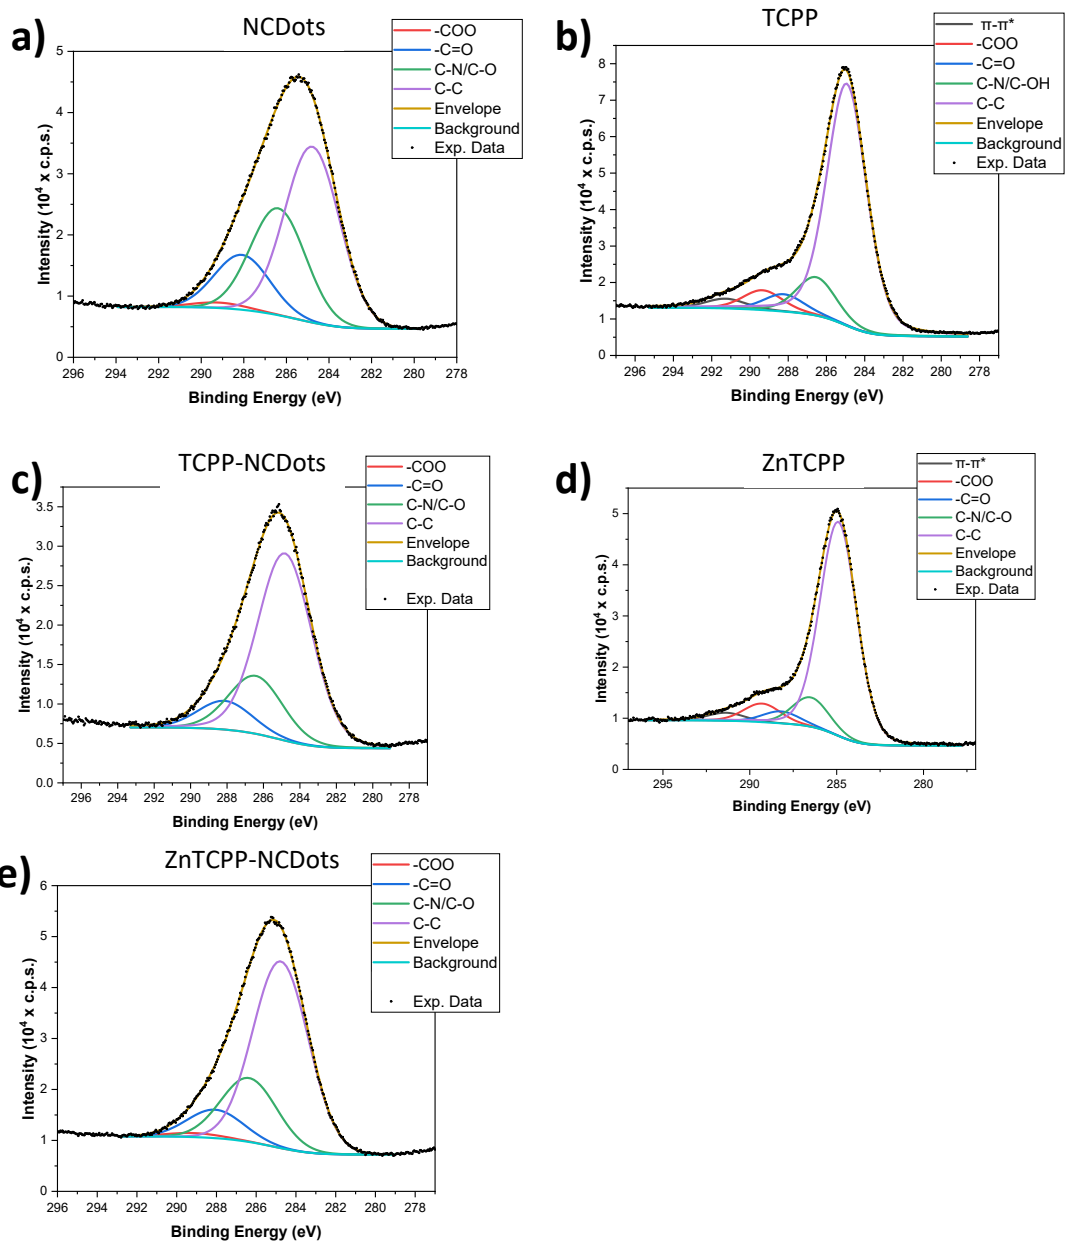 a)
NCDots
-COO
-C=O
C-N/C-O
C-C
Envelope
Background
Exp. Data
5
4
3
2
1
0
Intensity (10⁴ x c.p.s.)
296 294 292 290 288 286 284 282 280 278
Binding Energy (eV)
b)
TCPP
π-π*
-COO
-C=O
C-N/C-OH
C-C
Envelope
Background
Exp. Data
8
7
6
5
4
3
2
1
0
Intensity (10⁴ x c.p.s.)
296 294 292 290 288 286 284 282 280 278
Binding Energy (eV)
c)
TCPP-NCDots
-COO
-C=O
C-N/C-O
C-C
Envelope
Background
Exp. Data
3.5
3.0
2.5
2.0
1.5
1.0
0.5
0.0
Intensity (10⁴ x c.p.s.)
296 294 292 290 288 286 284 282 280 278
Binding Energy (eV)
d)
ZnTCPP
π-π*
-COO
-C=O
C-N/C-O
C-C
Envelope
Background
Exp. Data
5
4
3
2
1
0
Intensity (10⁴ x c.p.s.)
295 290 285 280
Binding Energy (eV)
e)
ZnTCPP-NCDots
-COO
-C=O
C-N/C-O
C-C
Envelope
Background
Exp. Data
6
5
4
3
2
1
0
Intensity (10⁴ x c.p.s.)
296 294 292 290 288 286 284 282 280 278
Binding Energy (eV)